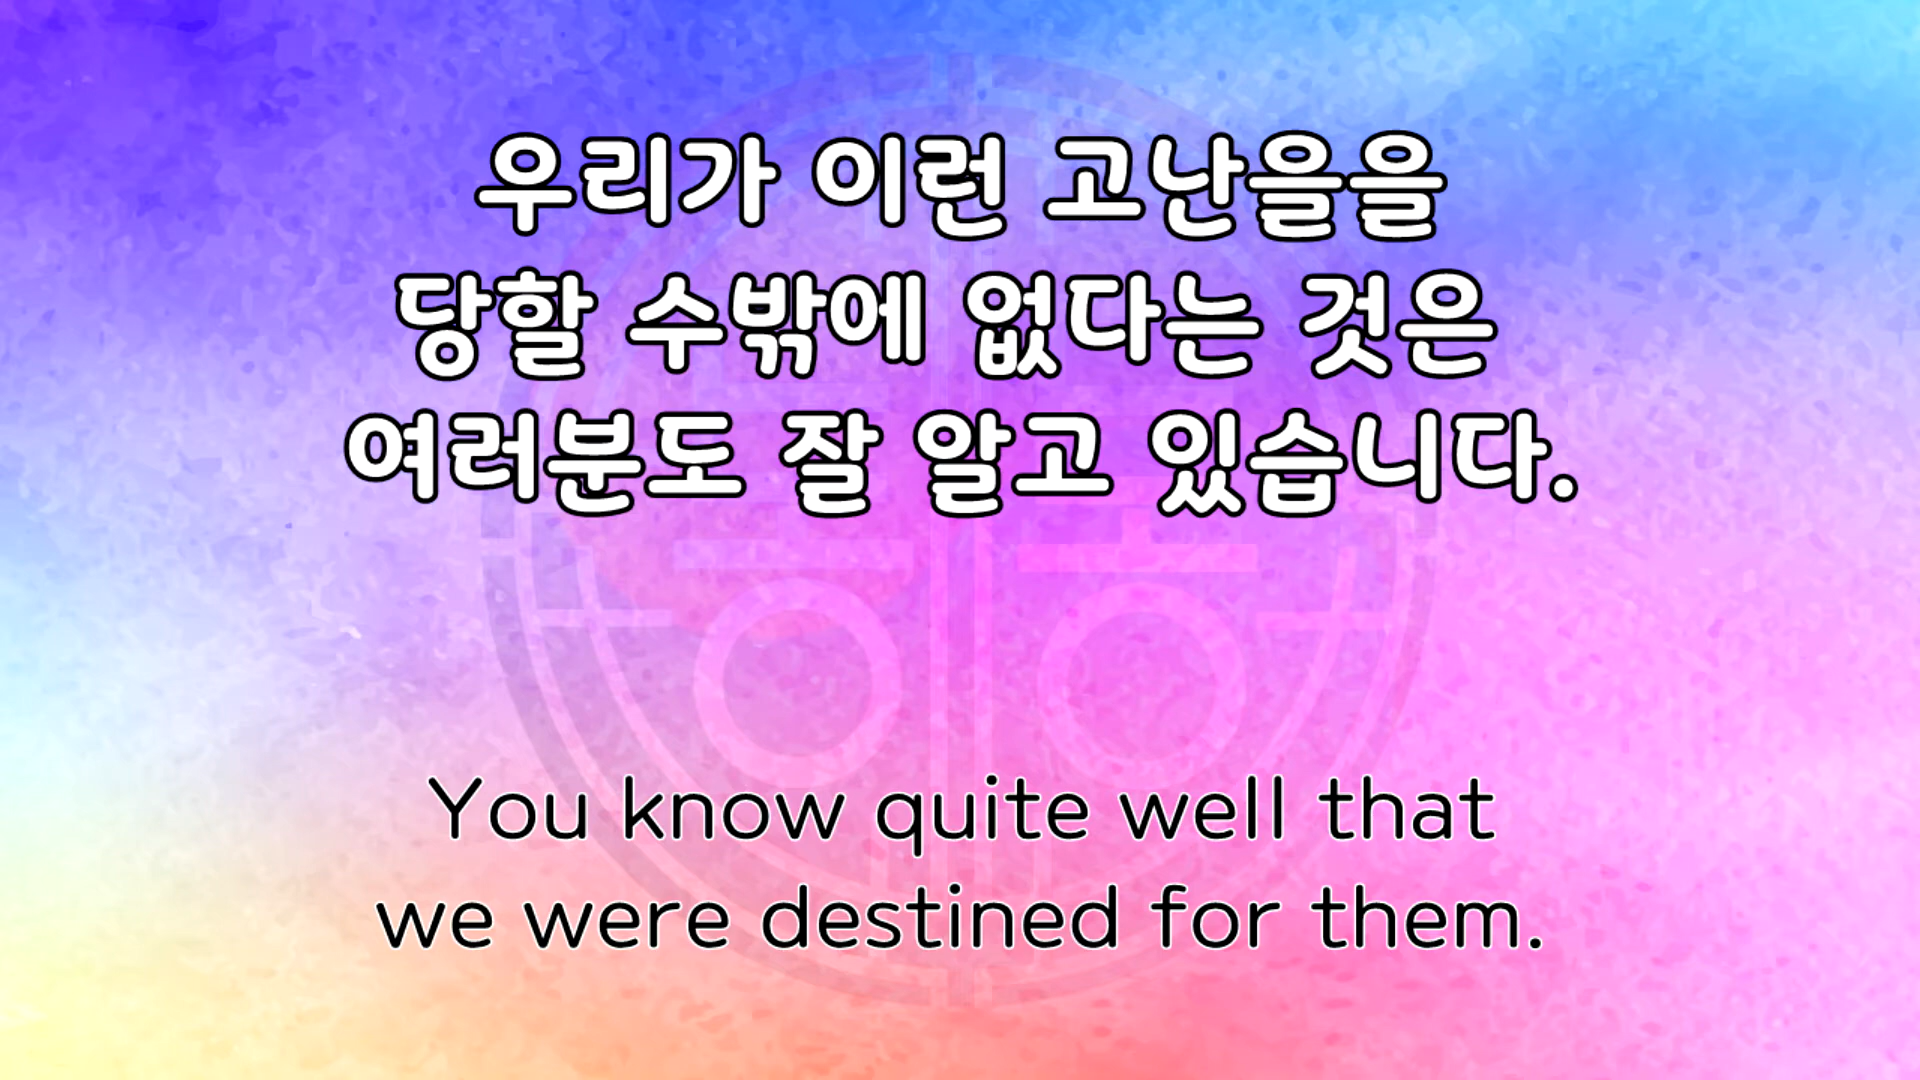 우리가 이런 고난을을
당할 수밖에 없다는 것은
여러분도 잘 알고 있습니다.
You know quite well that
we were destined for them.